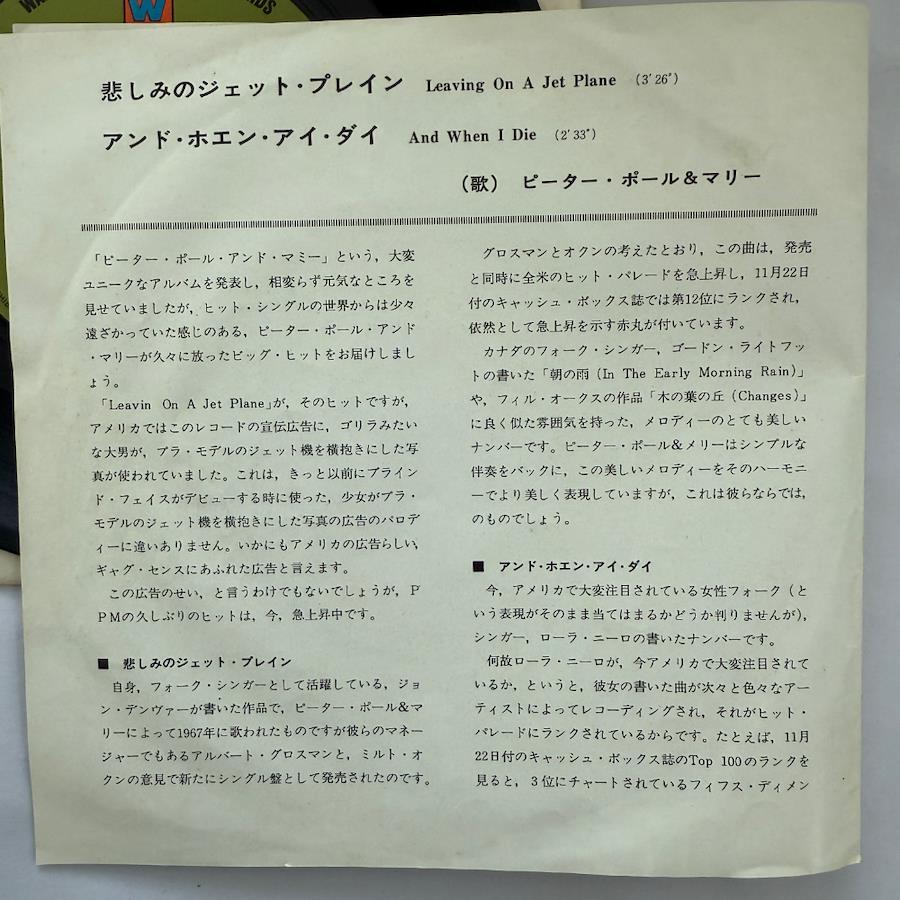 W
悲しみのジェット・プレイン Leaving On A Jet Plane (3′26″)
アンド・ホエン・アイ・ダイ And When I Die (2′33″)
(歌) ピーター・ポール&マリー
「ピーター・ポール・アンド・マミー」という，大変
ユニークなアルバムを発表し，相変らず元気なところを
見せていましたが，ヒット・シングルの世界からは少々
遠ざかっていた感じのある，ピーター・ポール・アンド
・マリーが久々に放ったビッグ・ヒットをお届けしまし
ょう。
「Leavin On A Jet Plane」が，そのヒットですが，
アメリカではこのレコードの宣伝広告に，ゴリラみたい
な大男が，プラ・モデルのジェット機を横抱きにした写
真が使われていました。これは，きっと以前にブライン
ド・フェイスがデビューする時に使った，少女がプラ・
モデルのジェット機を横抱きにした写真の広告のパロデ
ィーに違いありません。いかにもアメリカの広告らしい，
ギャグ・センスにあふれた広告と言えます。
この広告のせい，と言うわけでもないでしょうが，P
PMの久しぶりのヒットは，今，急上昇中です。
■ 悲しみのジェット・プレイン
自身，フォーク・シンガーとして活躍している，ジョ
ン・デンヴァーが書いた作品で，ピーター・ポール&マ
リーによって1967年に歌われたものですが彼らのマネー
ジャーでもあるアルバート・グロスマンと，ミルト・オ
クンの意見で新たにシングル盤として発売されたのです。
グロスマンとオクンの考えたとおり，この曲は，発売
と同時に全米のヒット・パレードを急上昇し，11月22日
付のキャッシュ・ボックス誌では第12位にランクされ，
依然として急上昇を示す赤丸が付いています。
カナダのフォーク・シンガー，ゴードン・ライトフッ
トの書いた「朝の雨 (In The Early Morning Rain)」
や，フィル・オークスの作品「木の葉の丘 (Changes)」
に良く似た雰囲気を持った，メロディーのとても美しい
ナンバーです。ピーター・ポール&メリーはシンプルな
伴奏をバックに，この美しいメロディーをそのハーモニ
ーでより美しく表現していますが，これは彼らならでは，
のものでしょう。
■ アンド・ホエン・アイ・ダイ
今，アメリカで大変注目されている女性フォーク (と
いう表現がそのまま当てはまるかどうか判りませんが)，
シンガー，ローラ・ニーロの書いたナンバーです。
何故ローラ・ニーロが，今アメリカで大変注目されて
いるか，というと，彼女の書いた曲が次々と色々なアー
ティストによってレコーディングされ，それがヒット・
パレードにランクされているからです。たとえば，11月
22日付のキャッシュ・ボックス誌のTop 100のランクを
見ると，3位にチャートされているフィフス・ディメン